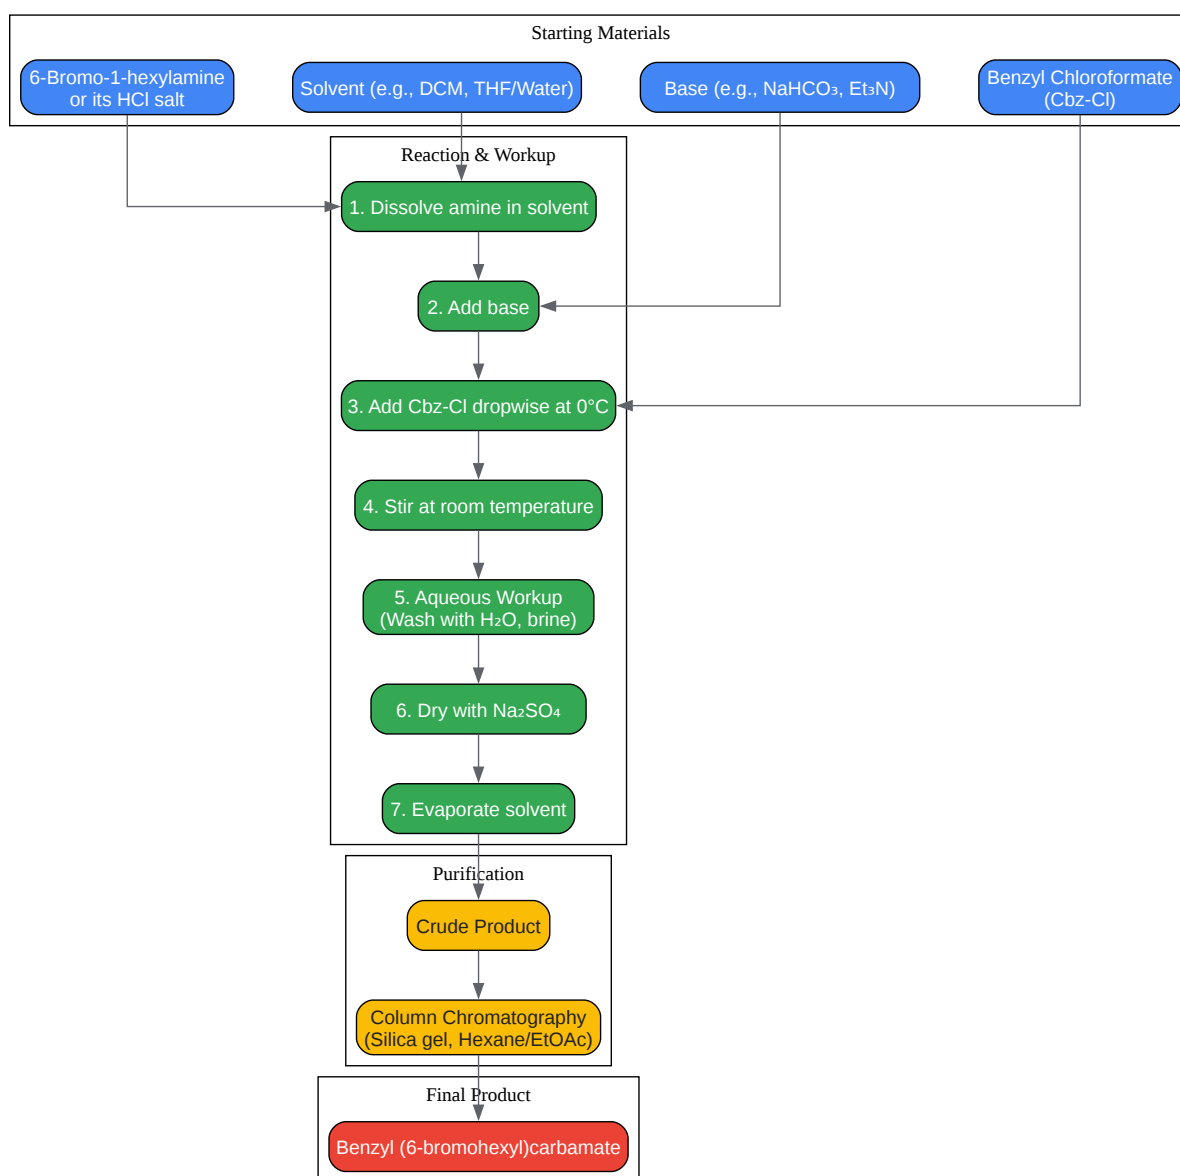 Starting Materials
6-Bromo-1-hexylamine
or its HCl salt
Solvent (e.g., DCM, THF/Water)
Base (e.g., NaHCO₃, Et₃N)
Benzyl Chloroformate
(Cbz-Cl)
Reaction & Workup
1. Dissolve amine in solvent
2. Add base
3. Add Cbz-Cl dropwise at 0°C
4. Stir at room temperature
5. Aqueous Workup
(Wash with H₂O, brine)
6. Dry with Na₂SO₄
7. Evaporate solvent
Purification
Crude Product
Column Chromatography
(Silica gel, Hexane/EtOAc)
Final Product
Benzyl (6-bromohexyl)carbamate